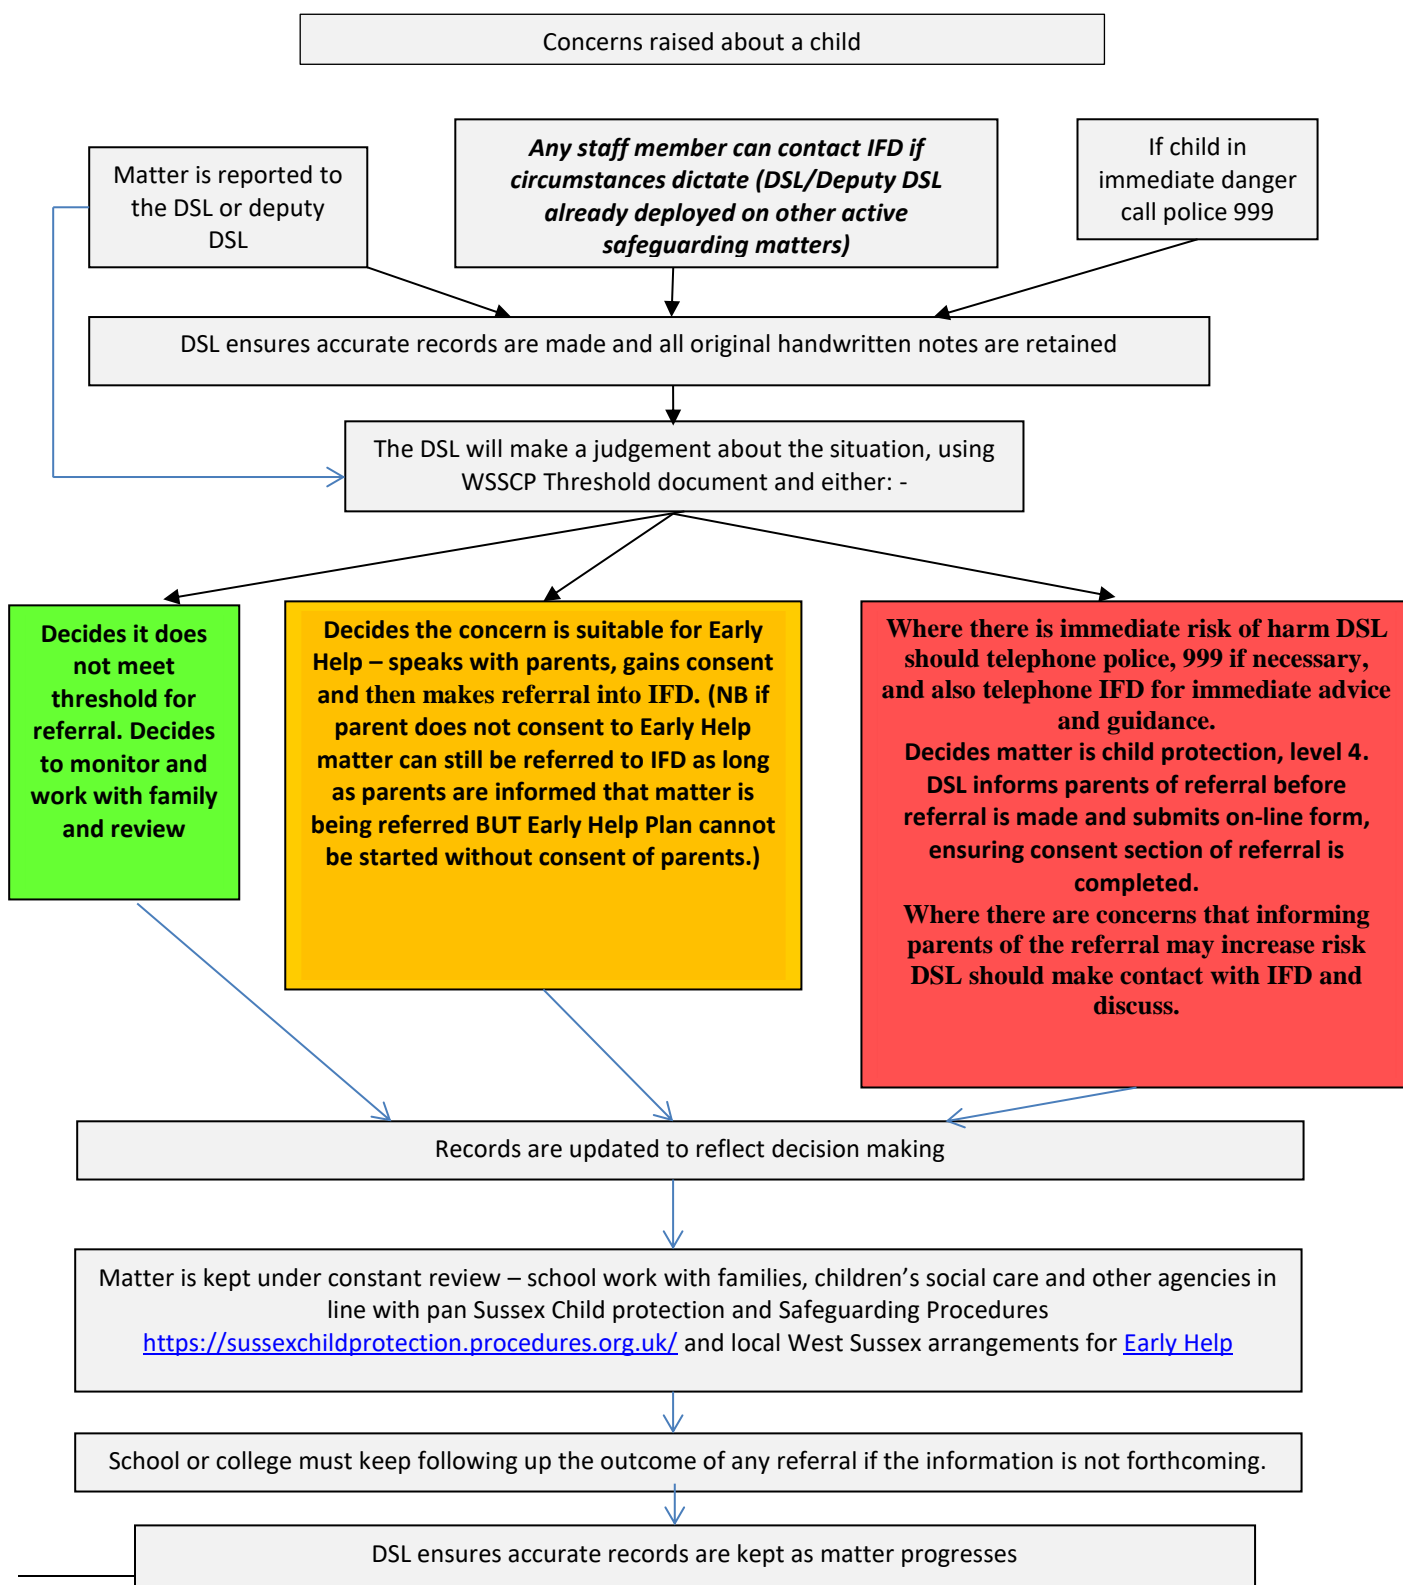 Concerns raised about a child
Matter is reported to
the DSL or deputy
DSL
Any staff member can contact IFD if
circumstances dictate (DSL/Deputy DSL
already deployed on other active
safeguarding matters)
If child in
immediate danger
call police 999
DSL ensures accurate records are made and all original handwritten notes are retained
The DSL will make a judgement about the situation, using
WSSCP Threshold document and either: -
Decides it does
not meet
threshold for
referral. Decides
to monitor and
work with family
and review
Decides the concern is suitable for Early
Help – speaks with parents, gains consent
and then makes referral into IFD. (NB if
parent does not consent to Early Help
matter can still be referred to IFD as long
as parents are informed that matter is
being referred BUT Early Help Plan cannot
be started without consent of parents.)
Where there is immediate risk of harm DSL
should telephone police, 999 if necessary,
and also telephone IFD for immediate advice
and guidance.
Decides matter is child protection, level 4.
DSL informs parents of referral before
referral is made and submits on-line form,
ensuring consent section of referral is
completed.
Where there are concerns that informing
parents of the referral may increase risk
DSL should make contact with IFD and
discuss.
Records are updated to reflect decision making
Matter is kept under constant review – school work with families, children’s social care and other agencies in
line with pan Sussex Child protection and Safeguarding Procedures
https://sussexchildprotection.procedures.org.uk/ and local West Sussex arrangements for Early Help
School or college must keep following up the outcome of any referral if the information is not forthcoming.
DSL ensures accurate records are kept as matter progresses